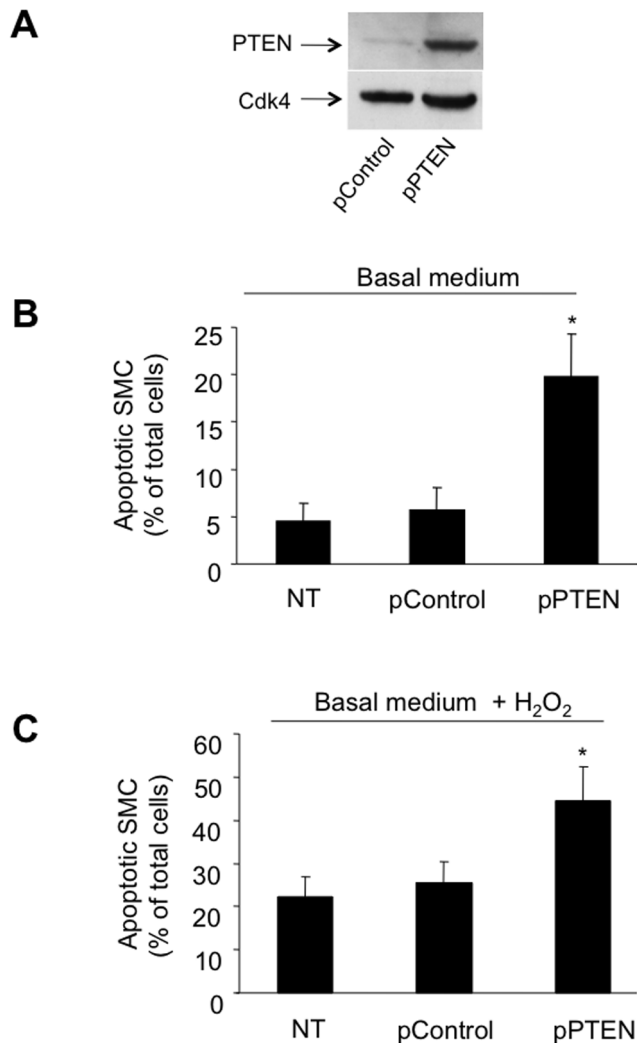 A
PTEN
Cdk4
pControl
pPTEN
Basal medium
B
Apoptotic SMC
(% of total cells)
25
20
15
10
5
0
*
NT
pControl
pPTEN
Basal medium + H₂O₂
C
Apoptotic SMC
(% of total cells)
60
50
40
30
20
10
0
*
NT
pControl
pPTEN